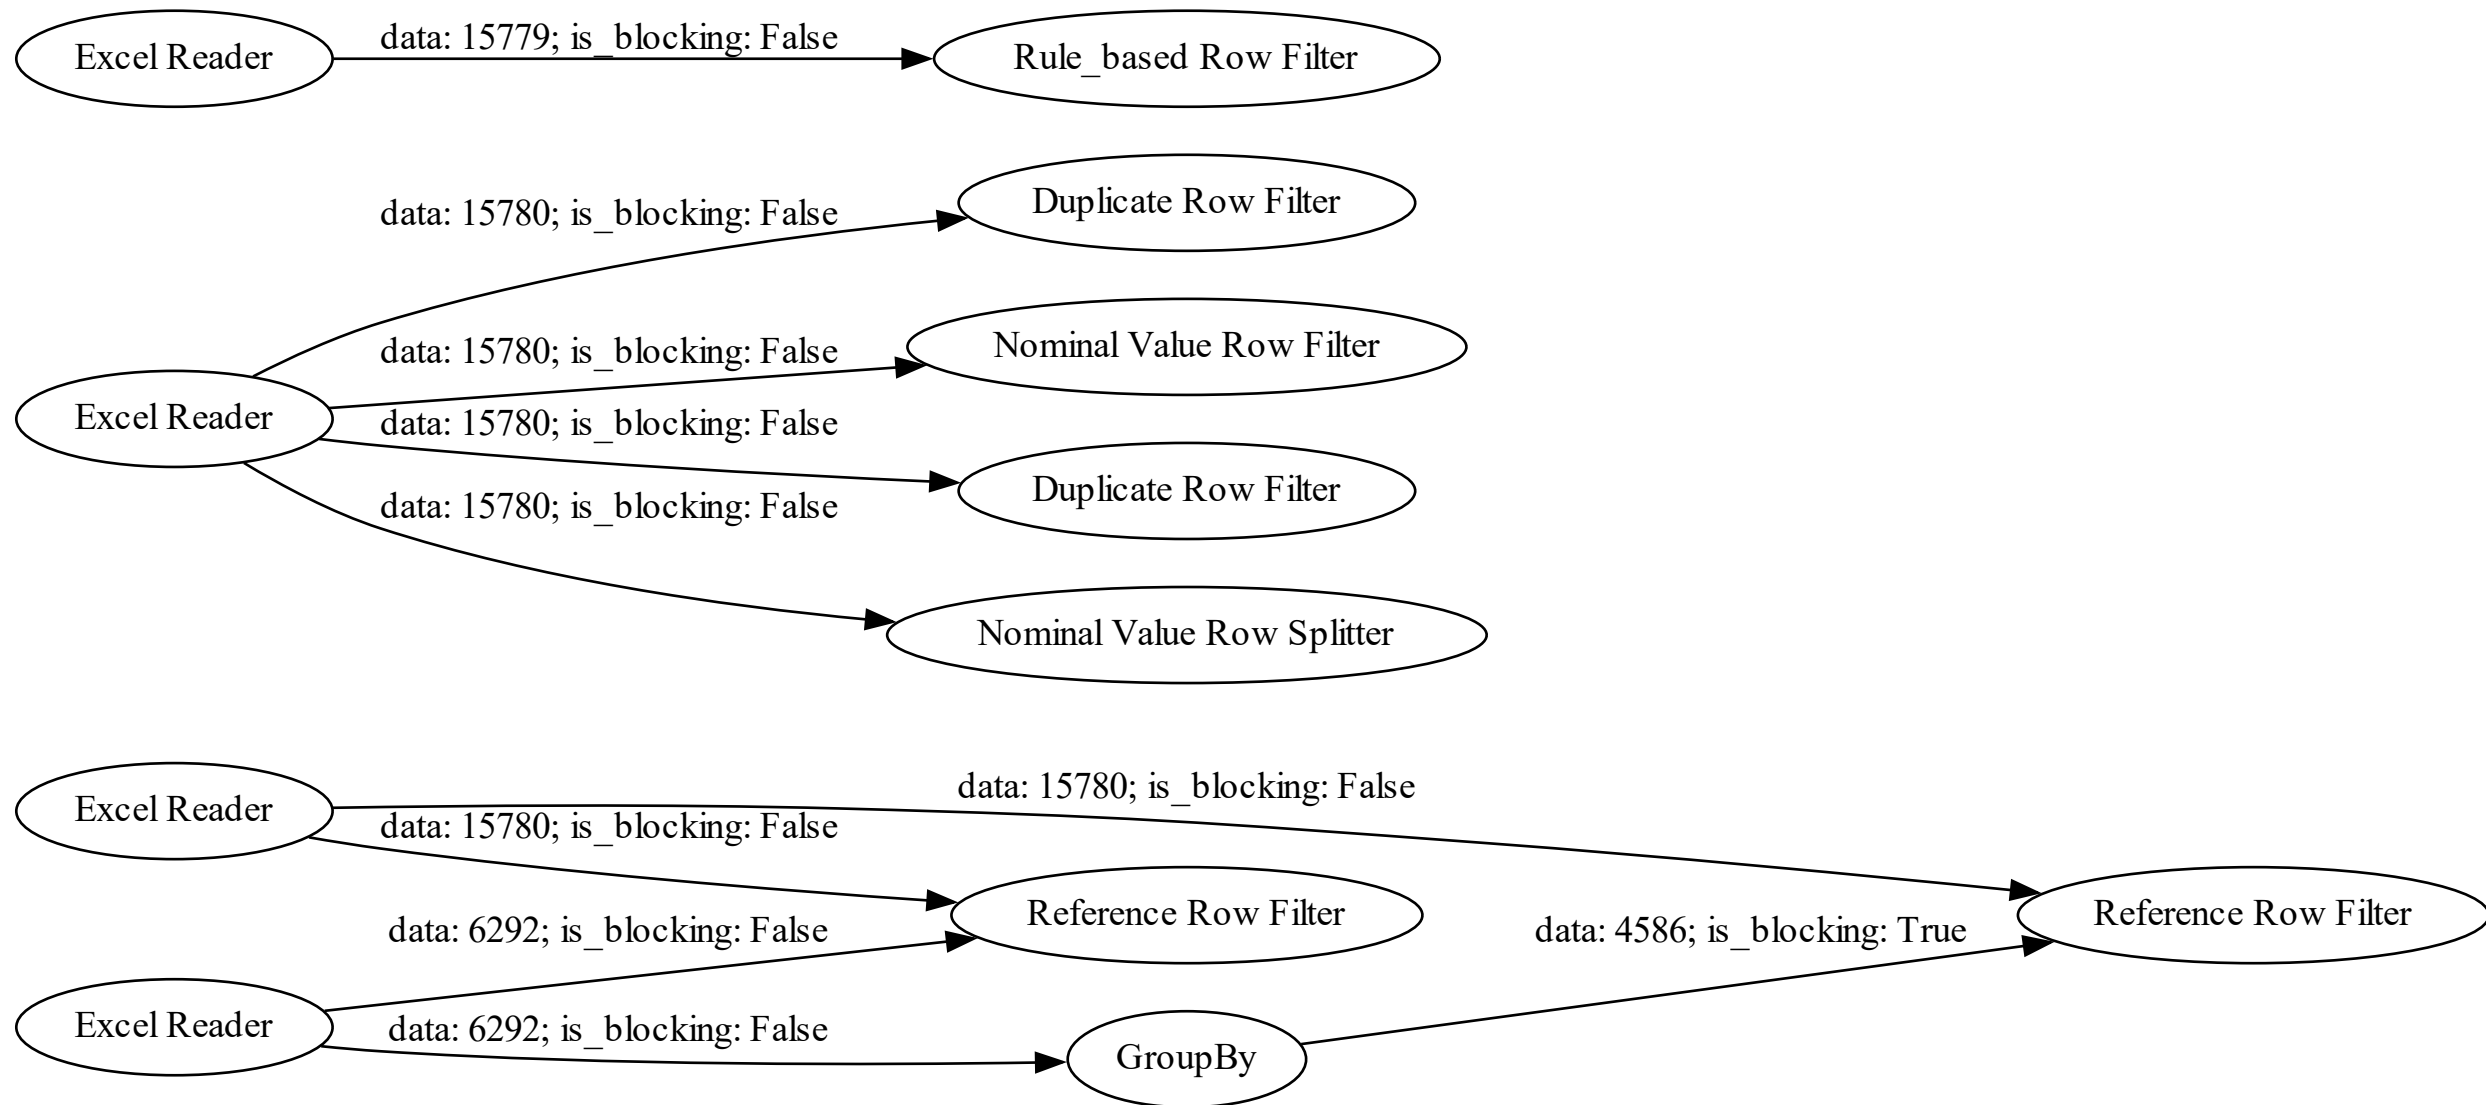 Excel Reader
data: 15779; is_blocking: False
Rule_based Row Filter
data: 15780; is_blocking: False
Duplicate Row Filter
data: 15780; is_blocking: False
Nominal Value Row Filter
Excel Reader
data: 15780; is_blocking: False
Duplicate Row Filter
data: 15780; is_blocking: False
Nominal Value Row Splitter
data: 15780; is_blocking: False
Excel Reader
data: 15780; is_blocking: False
Reference Row Filter
Reference Row Filter
data: 6292; is_blocking: False
data: 4586; is_blocking: True
Excel Reader
data: 6292; is_blocking: False
GroupBy